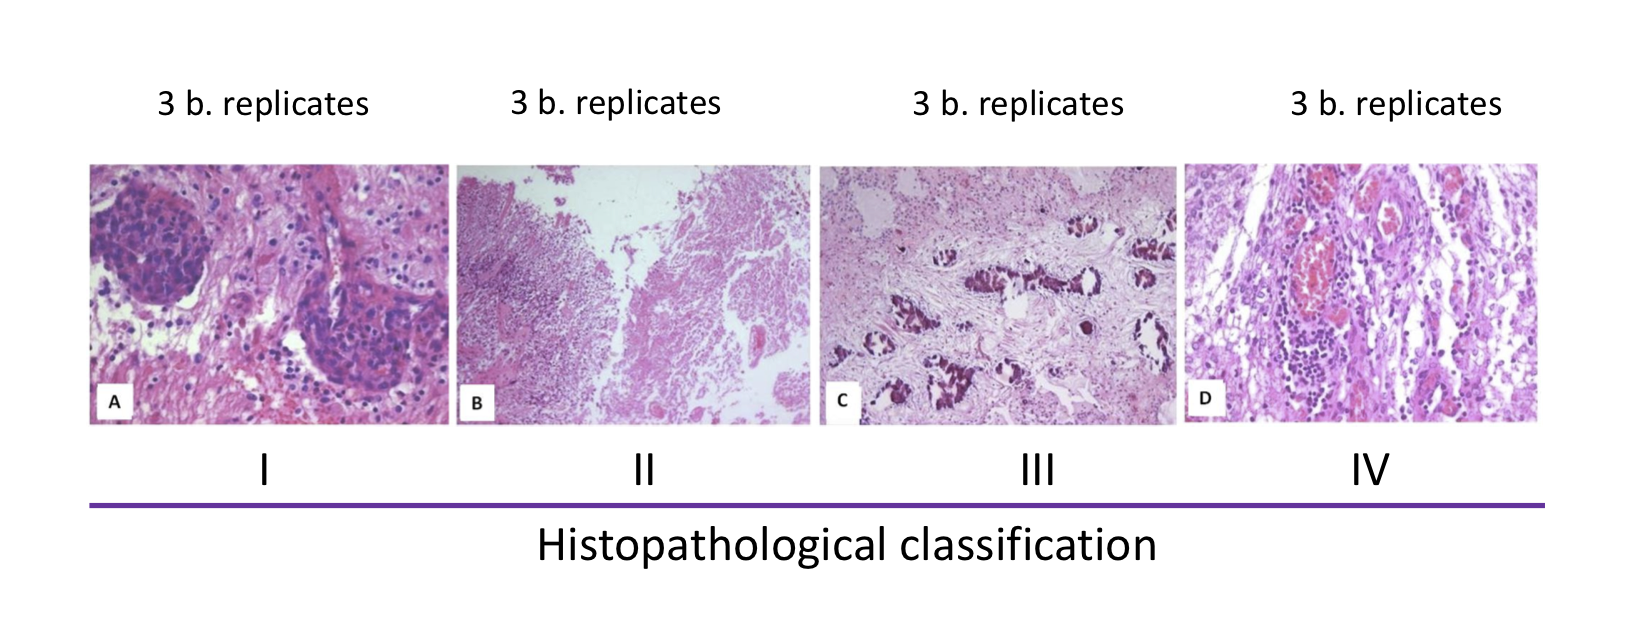 3 b. replicates 3 b. replicates 3 b. replicates 3 b. replicates
A B C D
I II III IV
Histopathological classification